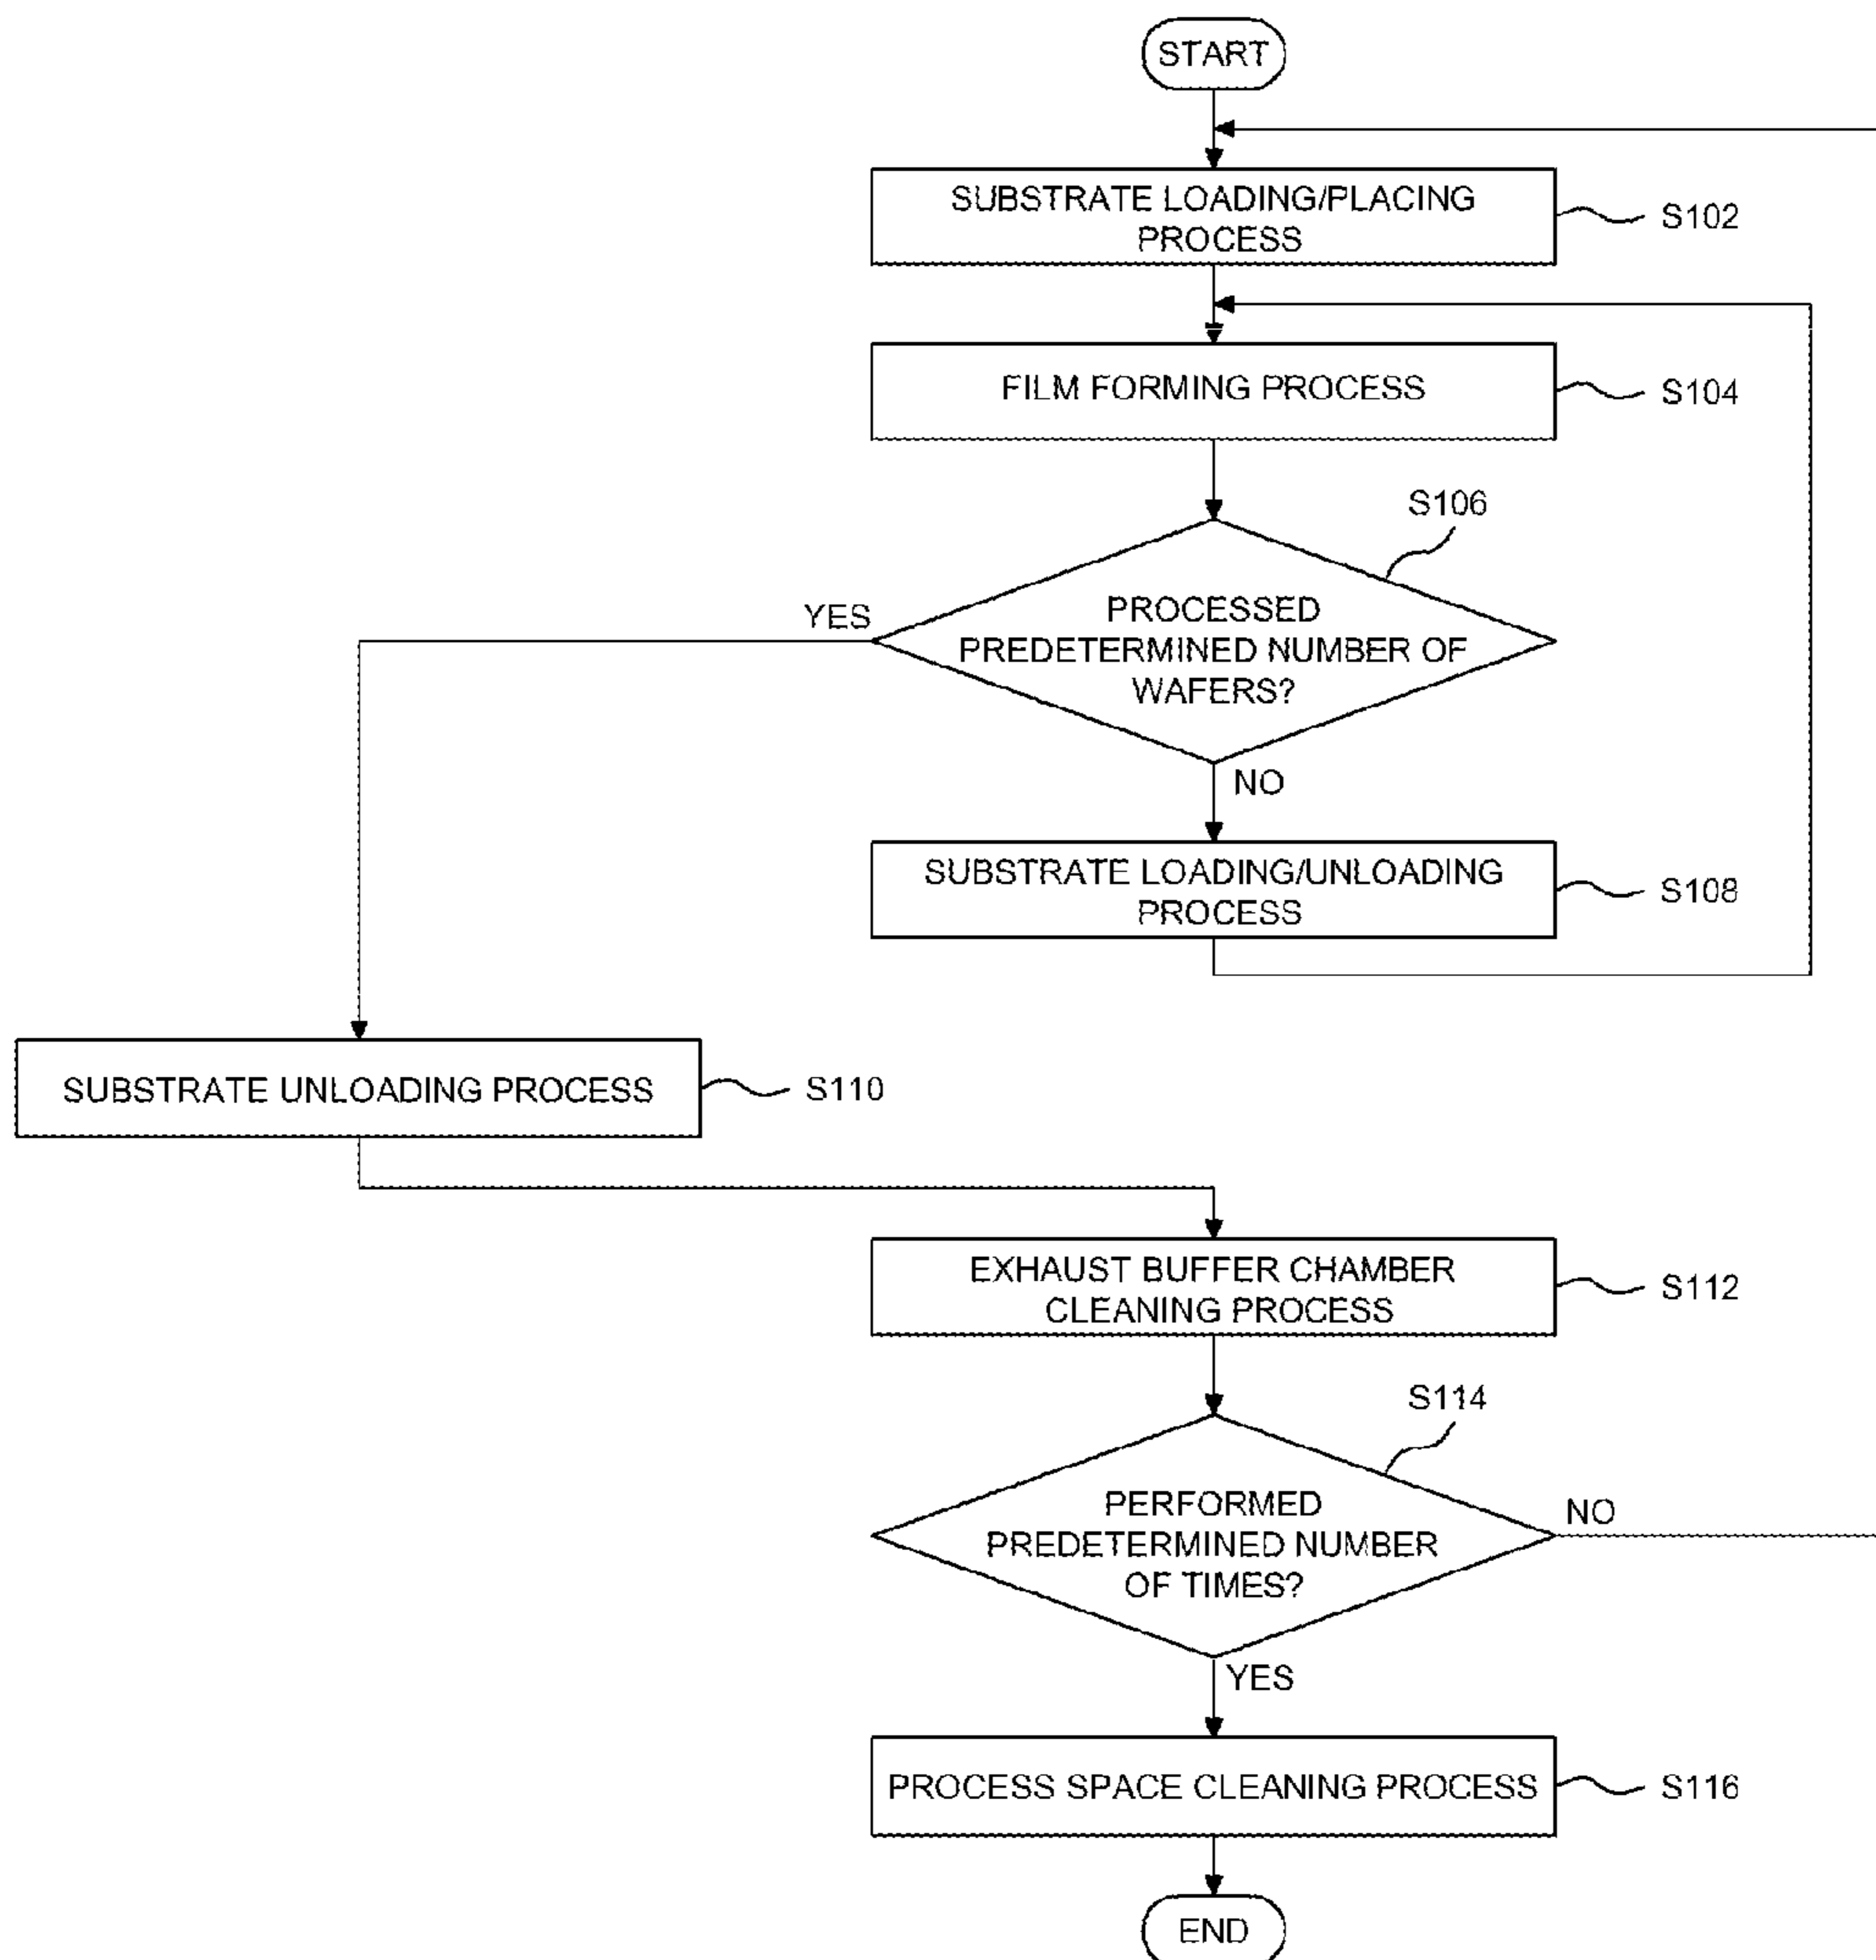 START
SUBSTRATE LOADING/PLACING
PROCESS
S102
FILM FORMING PROCESS
S104
S106
YES
PROCESSED
PREDETERMINED NUMBER OF
WAFERS?
NO
SUBSTRATE LOADING/UNLOADING
PROCESS
S108
SUBSTRATE UNLOADING PROCESS
S110
EXHAUST BUFFER CHAMBER
CLEANING PROCESS
S112
S114
PERFORMED
PREDETERMINED NUMBER
OF TIMES?
NO
YES
PROCESS SPACE CLEANING PROCESS
S116
END